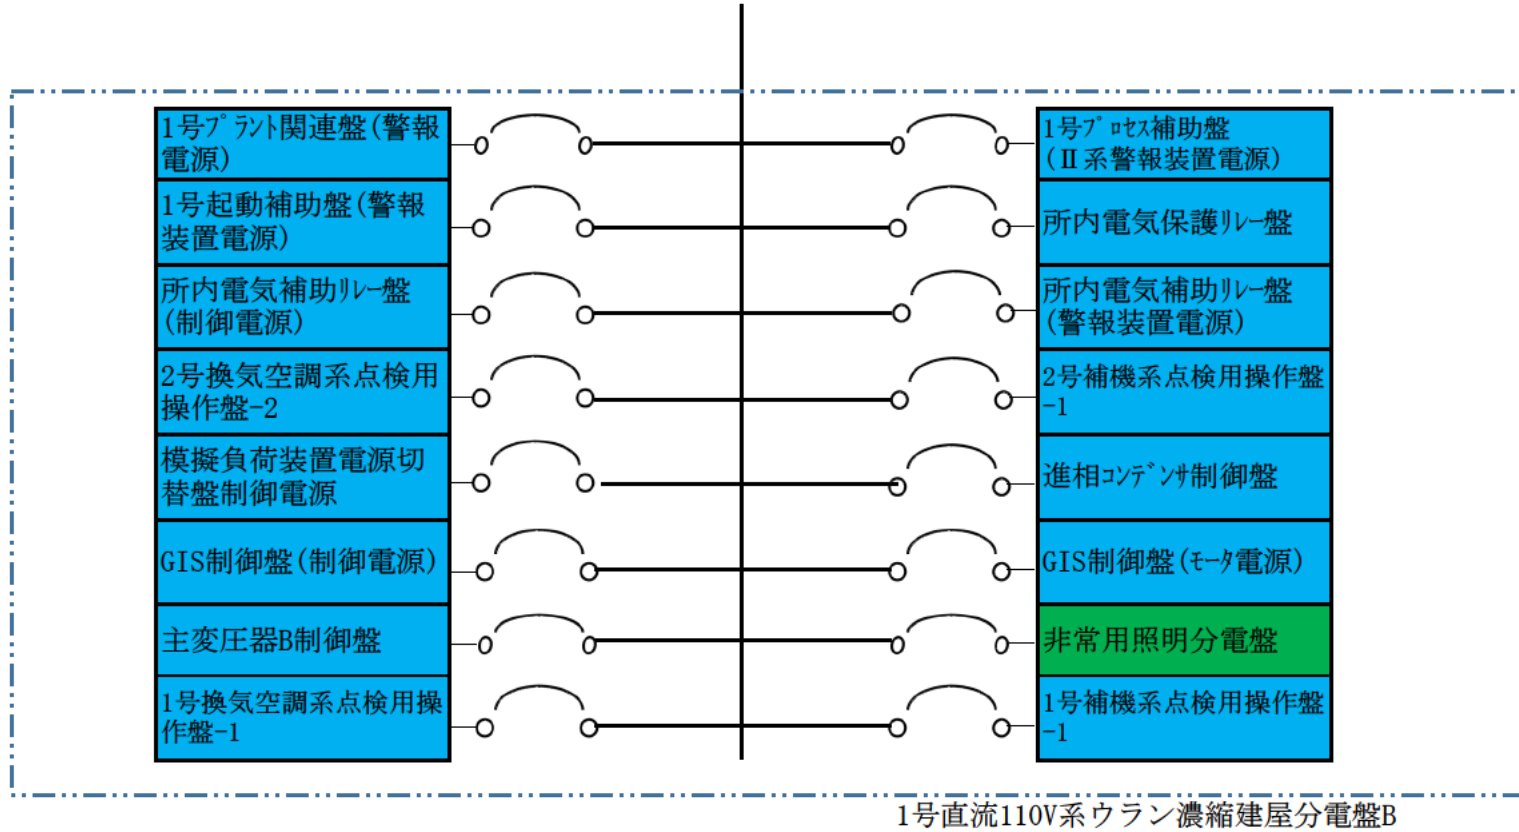 1号ﾌﾟﾗﾝﾄ関連盤(警報
電源)
1号起動補助盤(警報
装置電源)
所内電気補助ﾘﾚｰ盤
(制御電源)
2号換気空調系点検用
操作盤-2
模擬負荷装置電源切
替盤制御電源
GIS制御盤(制御電源)
主変圧器B制御盤
1号換気空調系点検用操
作盤-1
1号ﾌﾟﾛｾｽ補助盤
(Ⅱ系警報装置電源)
所内電気保護ﾘﾚｰ盤
所内電気補助ﾘﾚｰ盤
(警報装置電源)
2号補機系点検用操作盤
-1
進相ｺﾝﾃﾞﾝｻ制御盤
GIS制御盤(ﾓｰﾀ電源)
非常用照明分電盤
1号補機系点検用操作盤
-1
1号直流110V系ウラン濃縮建屋分電盤B